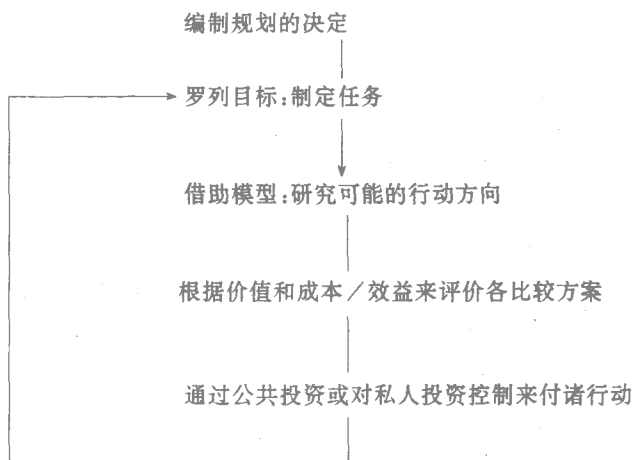 编制规划的决定
罗列目标:制定任务
借助模型:研究可能的行动方向
根据价值和成本／效益来评价各比较方案
通过公共投资或对私人投资控制来付诸行动